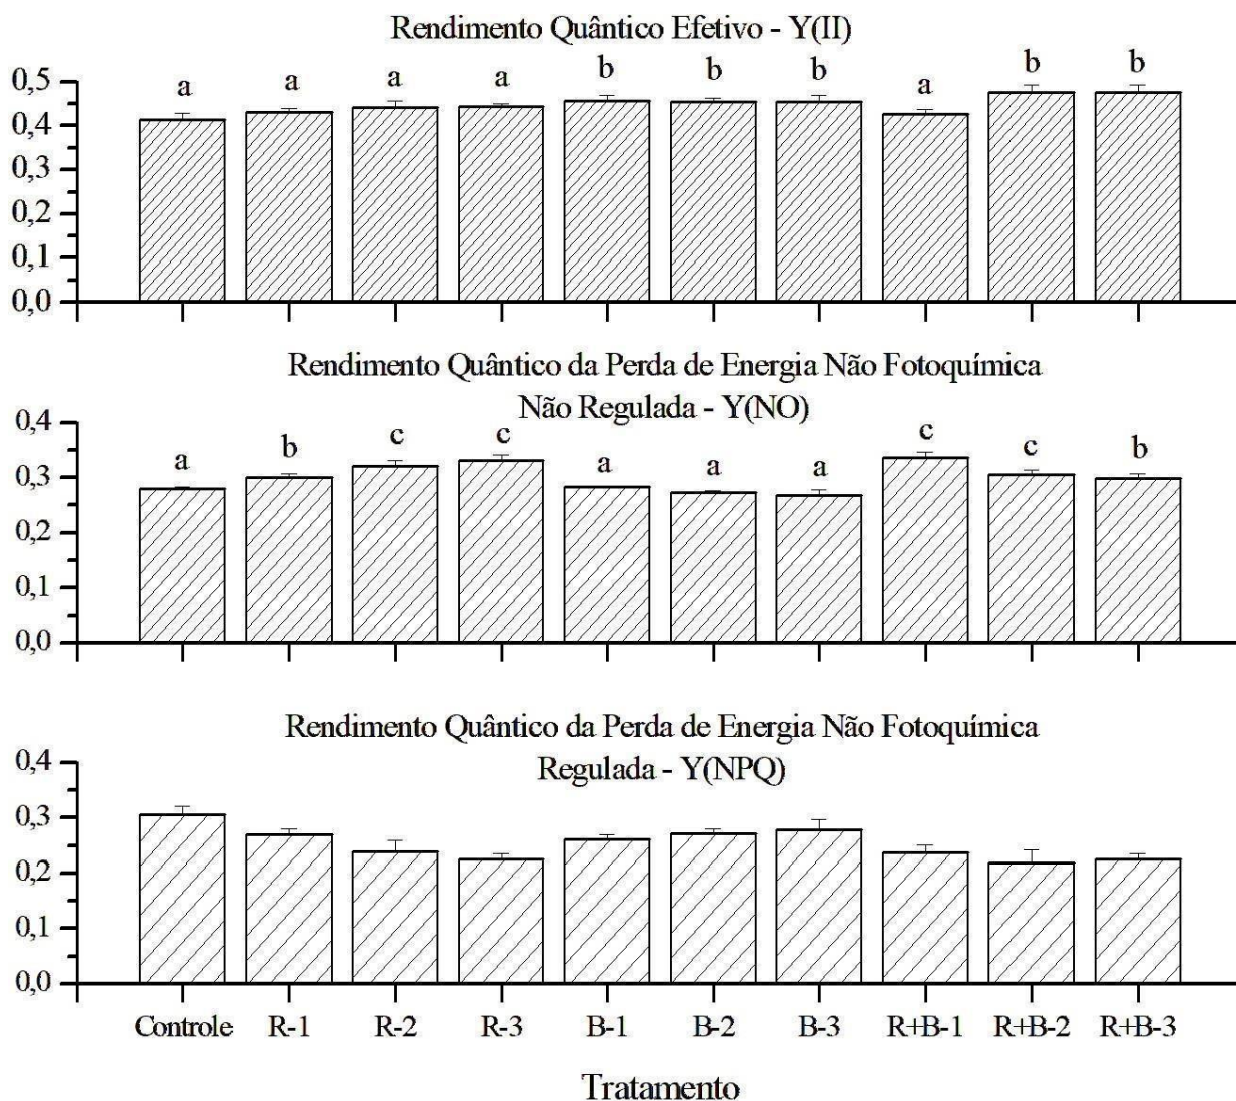 Rendimento Quântico Efetivo - Y(II)
a a a a b b b a b b
0,5
0,4
0,3
0,2
0,1
0,0
Rendimento Quântico da Perda de Energia Não Fotoquímica
Não Regulada - Y(NO)
a b c c a a a c c b
0,4
0,3
0,2
0,1
0,0
Rendimento Quântico da Perda de Energia Não Fotoquímica
Regulada - Y(NPQ)
0,4
0,3
0,2
0,1
0,0
Controle R-1 R-2 R-3 B-1 B-2 B-3 R+B-1 R+B-2 R+B-3
Tratamento